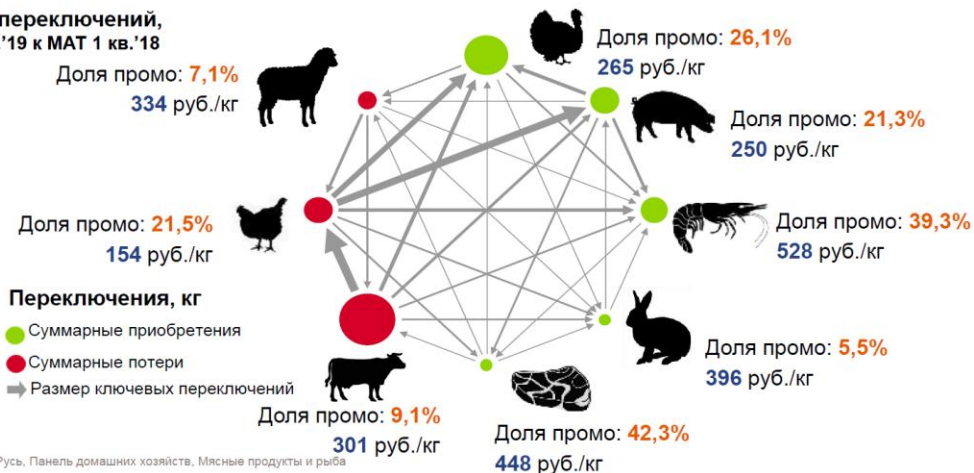 переключений,
.’19 к МАТ 1 кв.’18
Доля промо: 7,1%
334 руб./кг
Доля промо: 26,1%
265 руб./кг
Доля промо: 21,3%
250 руб./кг
Доля промо: 21,5%
154 руб./кг
Доля промо: 39,3%
528 руб./кг
Переключения, кг
Суммарные приобретения
Суммарные потери
Размер ключевых переключений
Доля промо: 5,5%
396 руб./кг
Доля промо: 9,1%
301 руб./кг
Доля промо: 42,3%
448 руб./кг
Русь, Панель домашних хозяйств, Мясные продукты и рыба